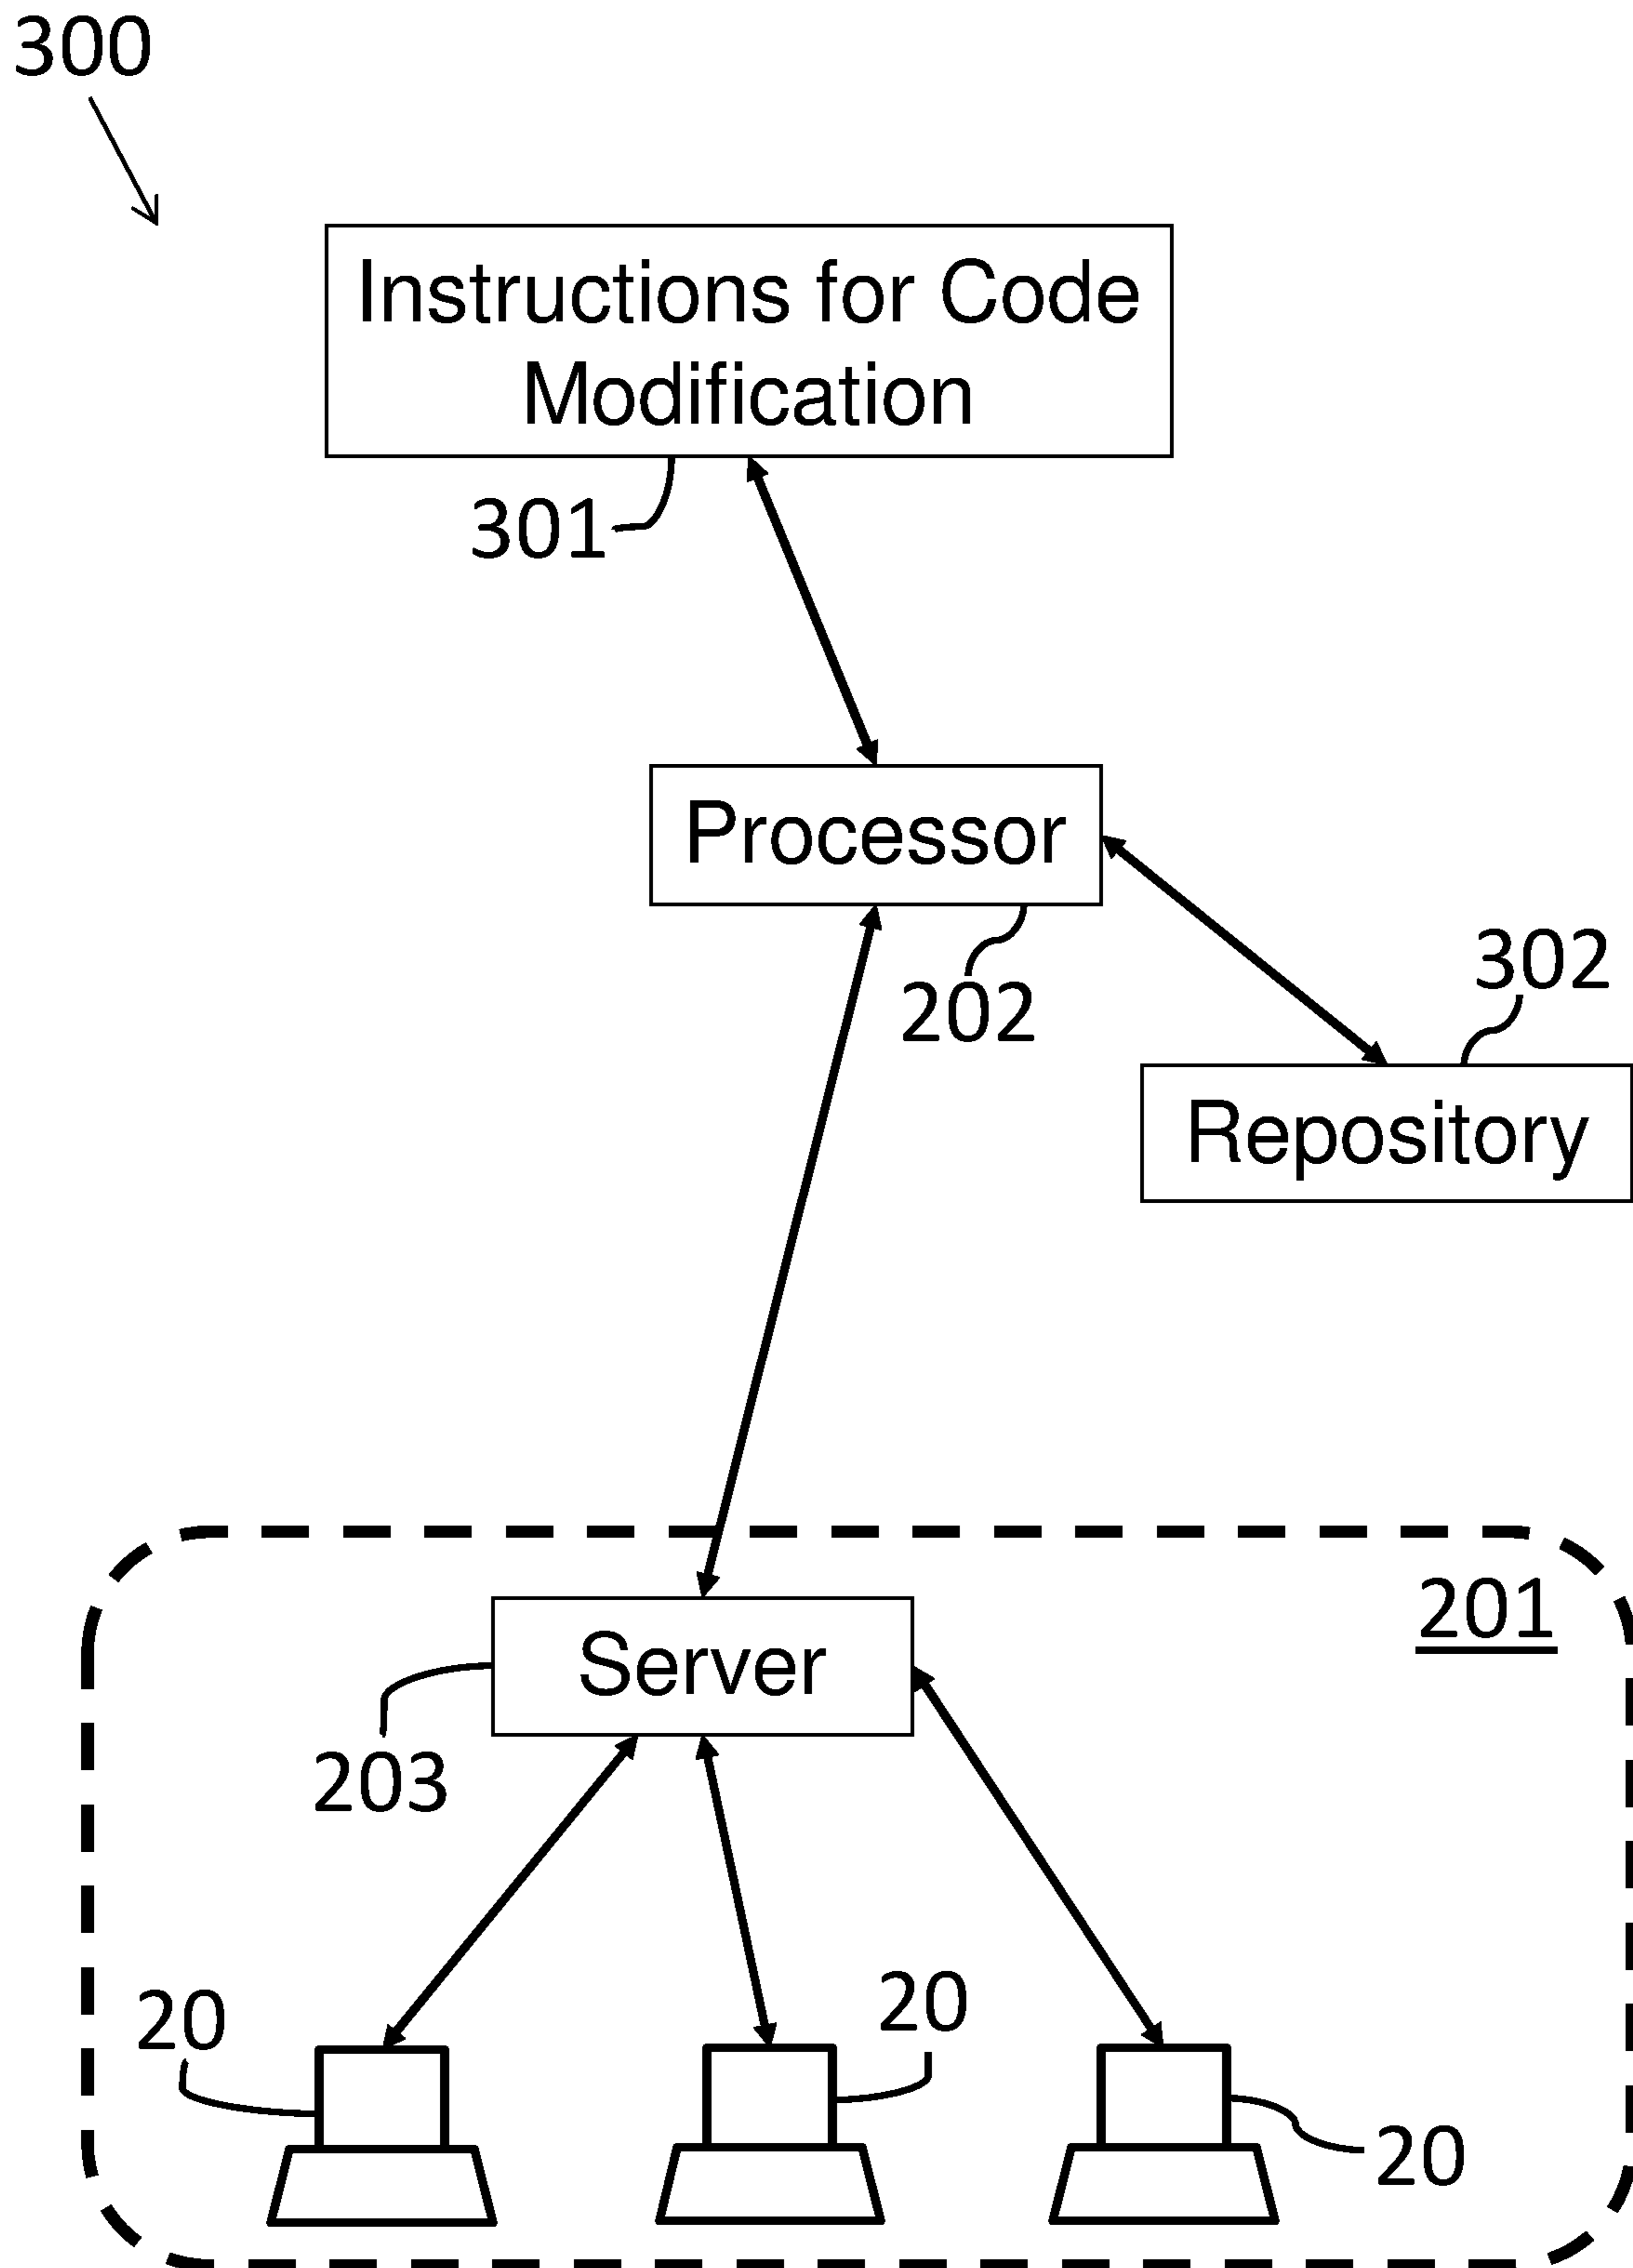 300
Instructions for Code
Modification
301
Processor
202
302
Repository
201
Server
203
20
20
20